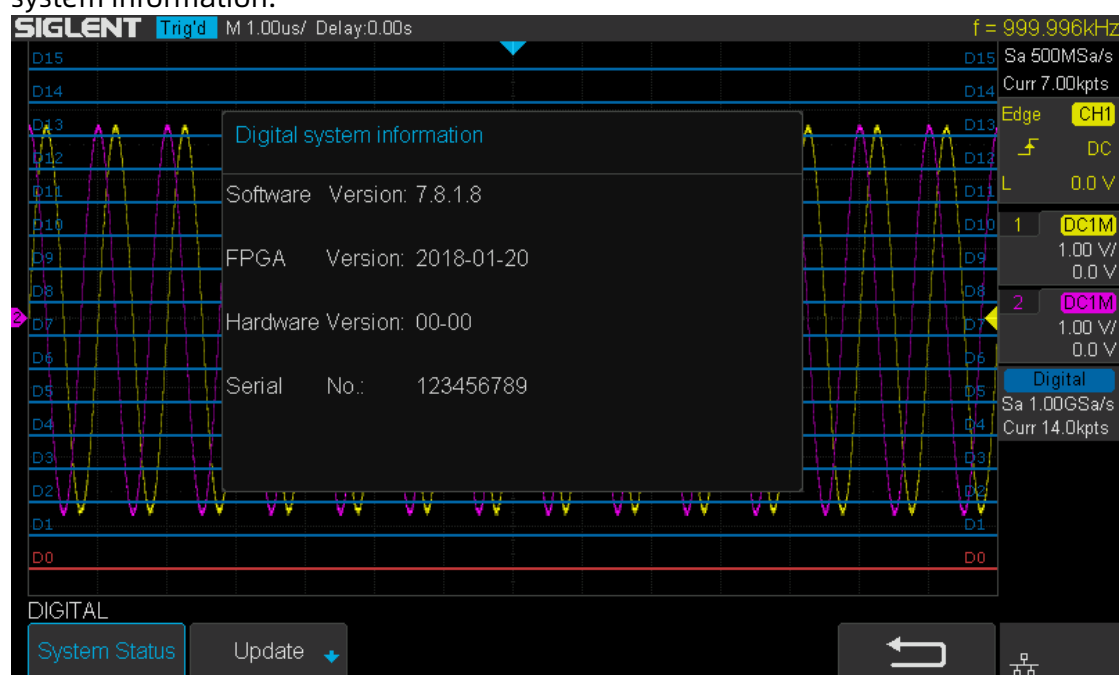 system information.
SIGLENT Trig'd M 1.00us/ Delay:0.00s f = 999.996kHz
Sa 500MSa/s
Curr 7.00kpts
Edge CH1
DC
L 0.0 V
1 DC1M
1.00 V/
0.0 V
2 DC1M
1.00 V/
0.0 V
Digital
Sa 1.00GSa/s
Curr 14.0kpts
D15 D15
D14 D14
D13 D13
D12 D12
D11 D11
D10 D10
D9 D9
D8 D8
2 D7 D7
D6 D6
D5 D5
D4 D4
D3 D3
D2 D2
D1 D1
D0 D0
Digital system information
Software Version: 7.8.1.8
FPGA Version: 2018-01-20
Hardware Version: 00-00
Serial No.: 123456789
DIGITAL
System Status Update